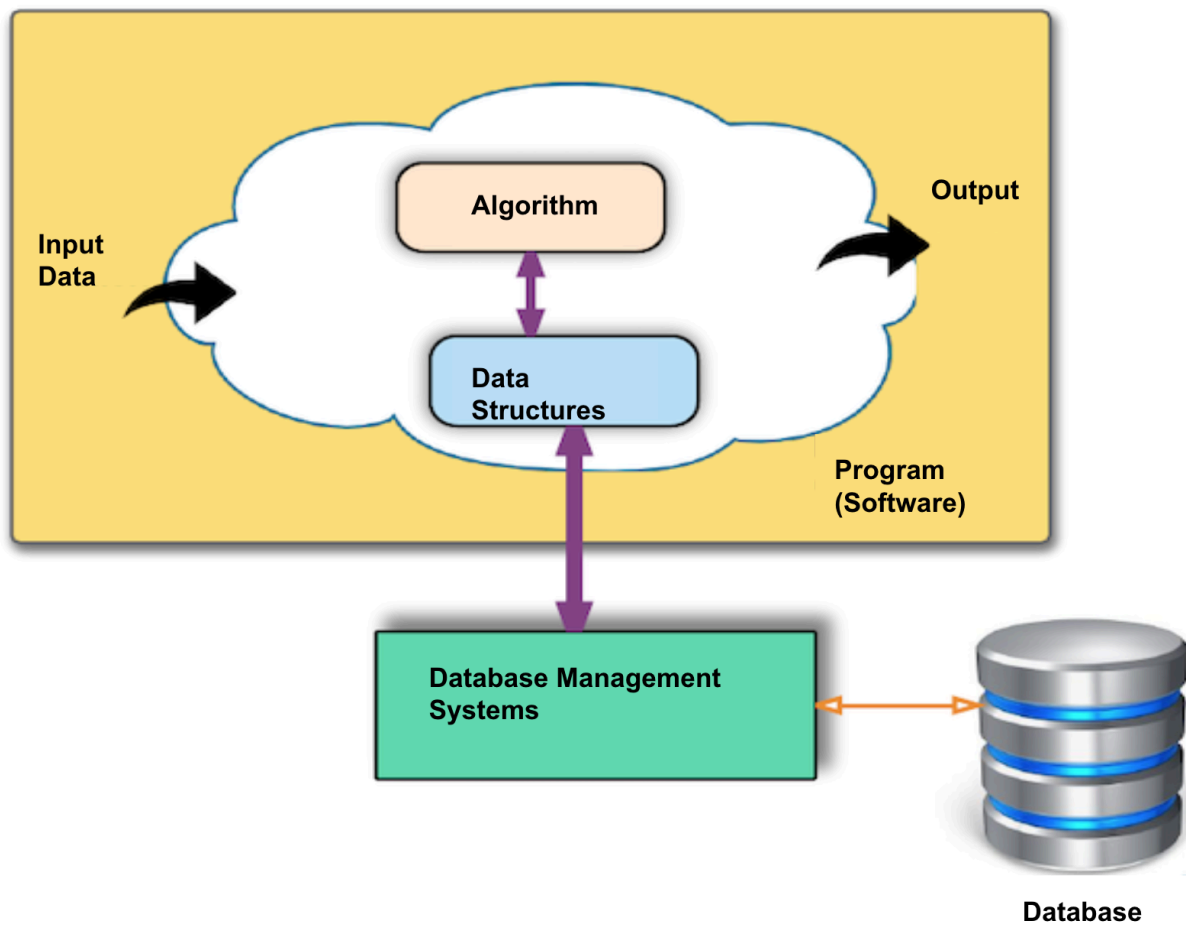 Algorithm
Output
Input
Data
Data
Structures
Program
(Software)
Database Management
Systems
Database